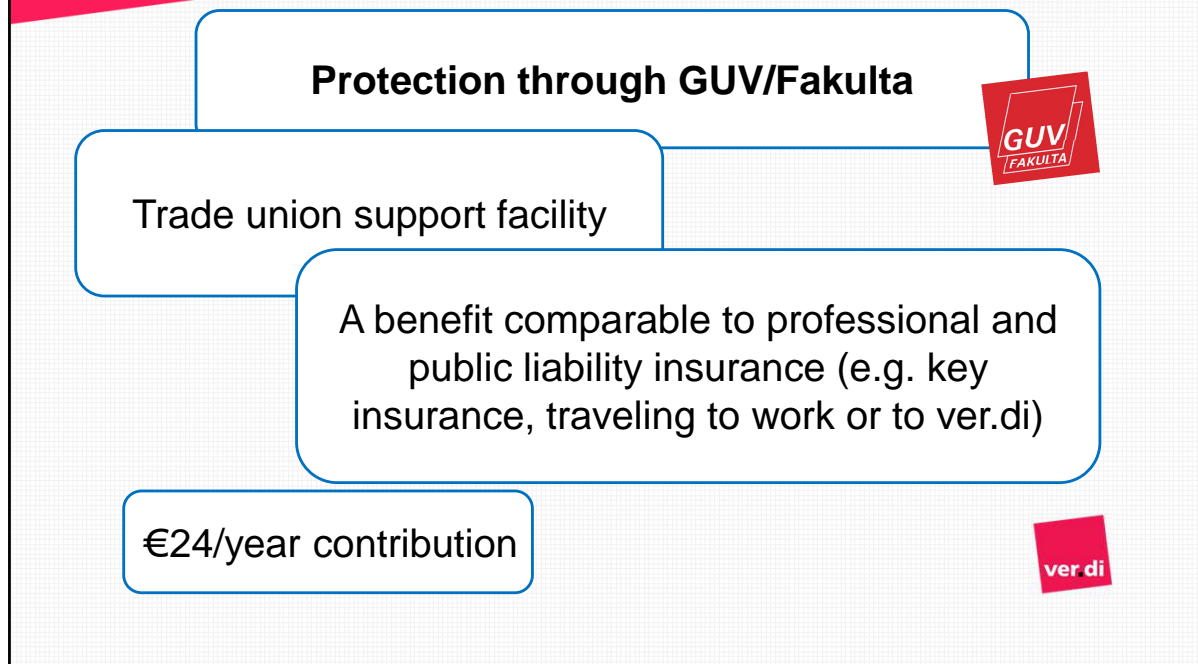 Protection through GUV/Fakulta
GUV
FAKULTA
Trade union support facility
A benefit comparable to professional and
public liability insurance (e.g. key
insurance, traveling to work or to ver.di)
€24/year contribution
ver.di